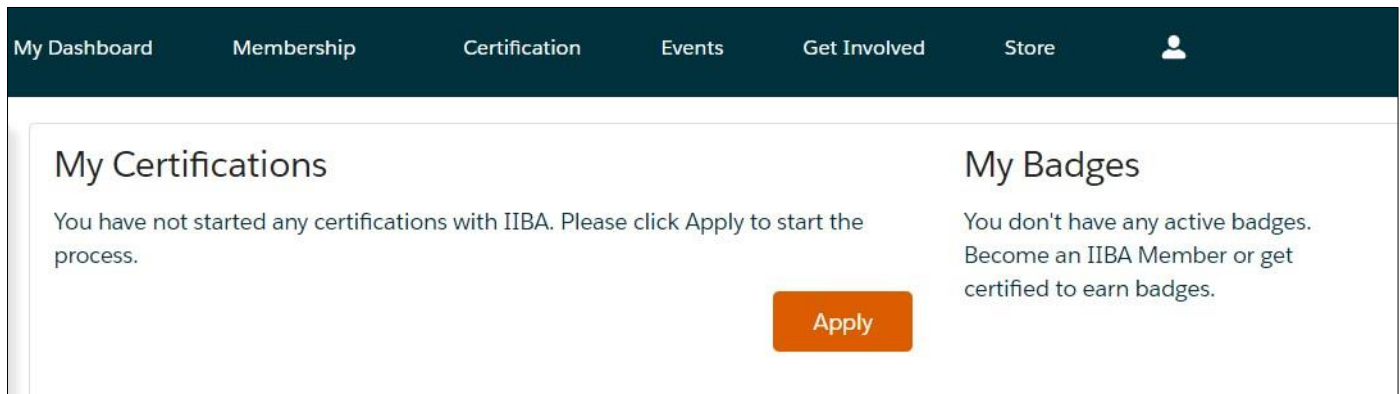 My Dashboard Membership Certification Events Get Involved Store
My Certifications
You have not started any certifications with IIBA. Please click Apply to start the
process.
Apply
My Badges
You don't have any active badges.
Become an IIBA Member or get
certified to earn badges.